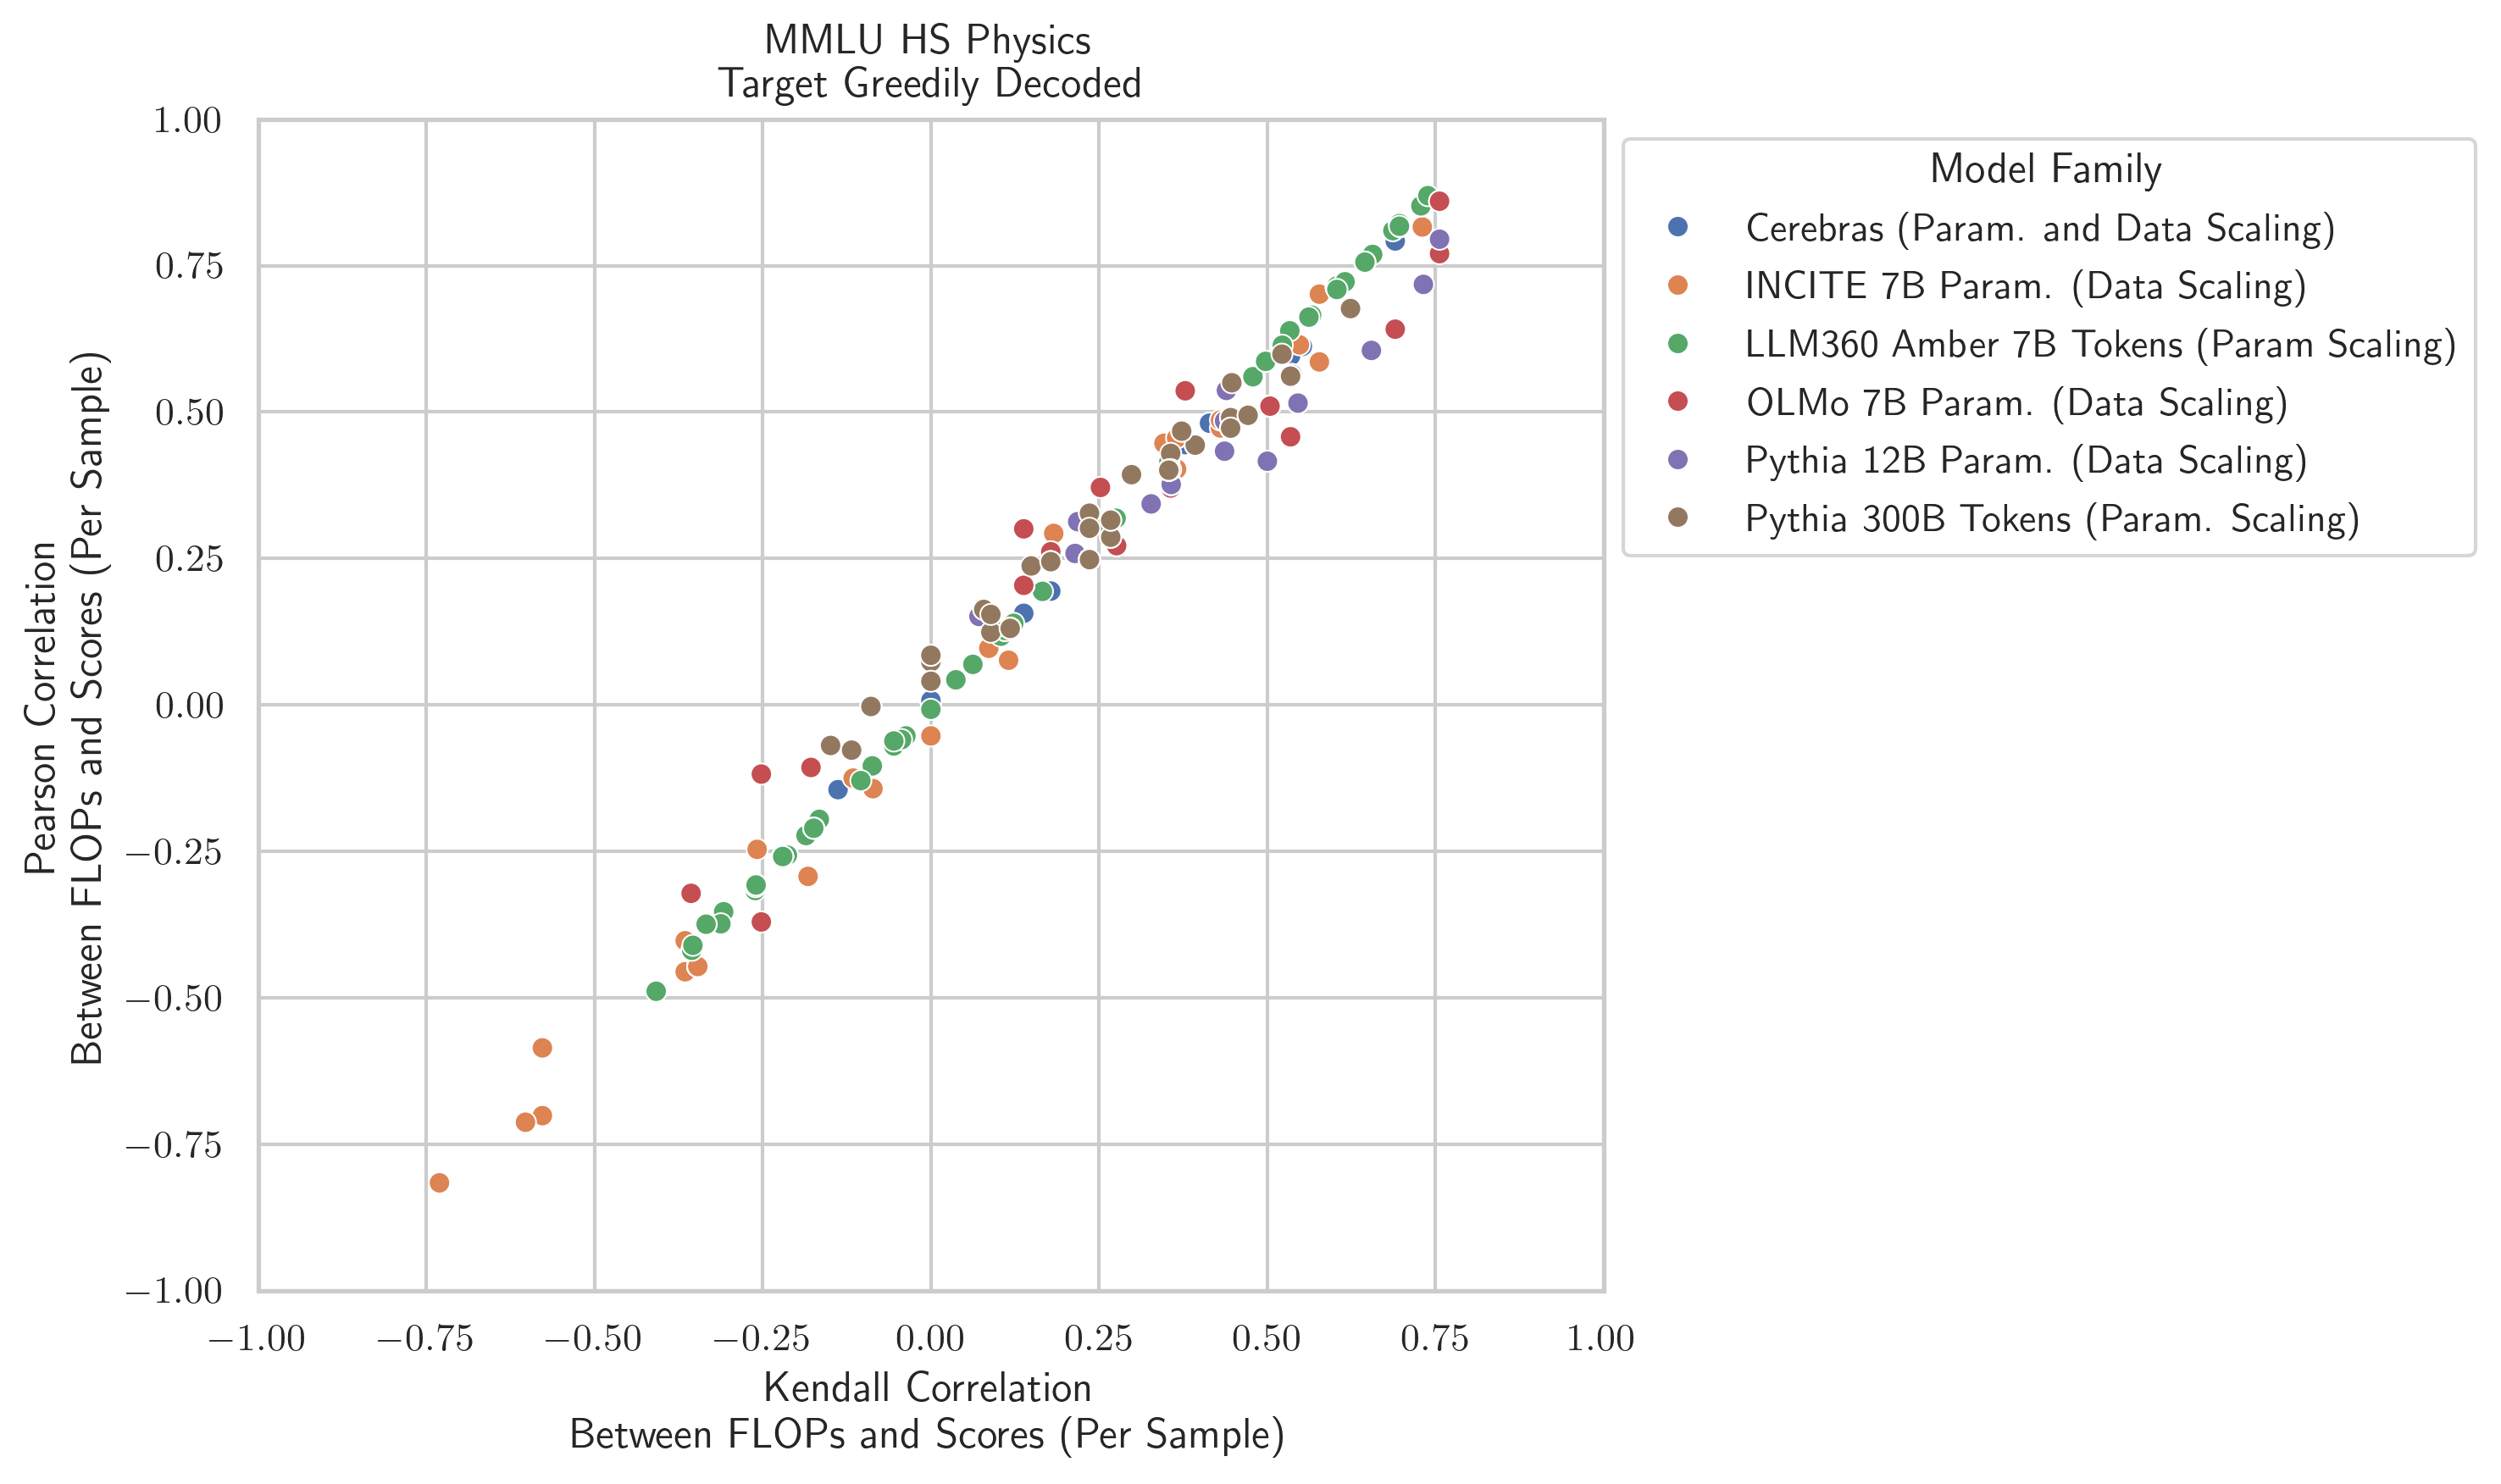 MMLU HS Physics
Target Greedily Decoded
1.00
0.75
0.50
0.25
0.00
−0.25
−0.50
−0.75
−1.00
Pearson Correlation
Between FLOPs and Scores (Per Sample)
−1.00
−0.75
−0.50
−0.25
0.00
0.25
0.50
0.75
1.00
Kendall Correlation
Between FLOPs and Scores (Per Sample)
Model Family
Cerebras (Param. and Data Scaling)
INCITE 7B Param. (Data Scaling)
LLM360 Amber 7B Tokens (Param Scaling)
OLMo 7B Param. (Data Scaling)
Pythia 12B Param. (Data Scaling)
Pythia 300B Tokens (Param. Scaling)